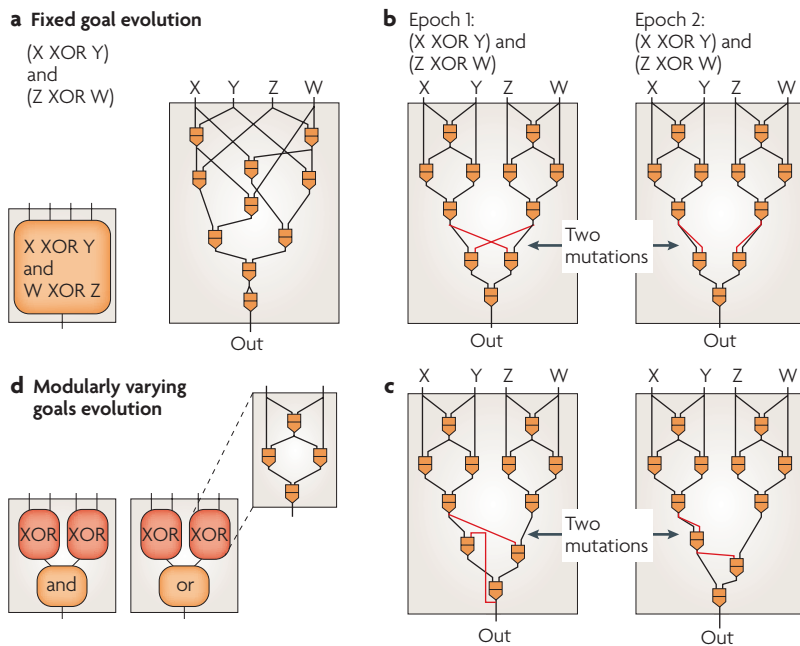 a Fixed goal evolution
(X XOR Y)
and
(Z XOR W)
X Y Z W
X XOR Y
and
W XOR Z
Out
b Epoch 1:
(X XOR Y) and
(Z XOR W)
X Y Z W
Epoch 2:
(X XOR Y) and
(Z XOR W)
X Y Z W
Two
mutations
Out
Out
d Modularly varying
goals evolution
XOR XOR
and
XOR XOR
or
c
X Y Z W
X Y Z W
Two
mutations
Out
Out